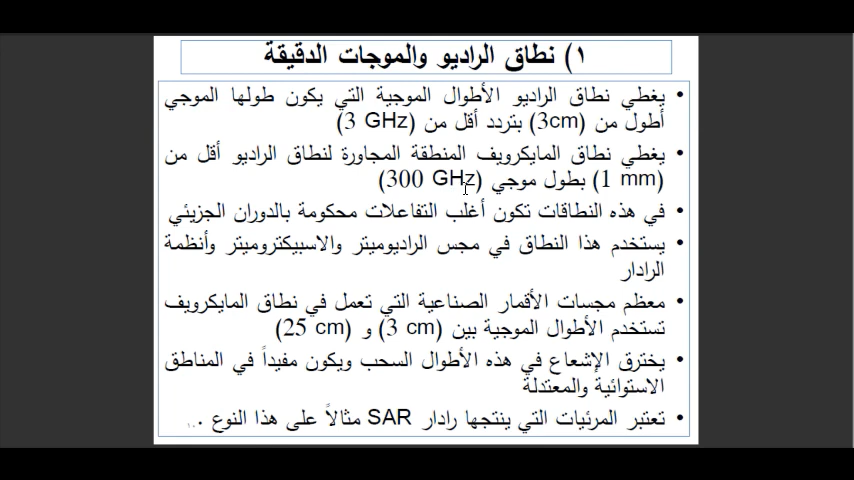 ١) نطاق الراديو والموجات الدقيقة
• يغطي نطاق الراديو الأطوال الموجية التي يكون طولها الموجي
أطول من (3cm) بتردد أقل من (3 GHz)
• يغطي نطاق المايكرويف المنطقة المجاورة لنطاق الراديو أقل من
(1 mm) بطول موجي (300 GHz)
• في هذه النطاقات تكون أغلب التفاعلات محكومة بالدوران الجزيئي
• يستخدم هذا النطاق في مجس الراديوميتر والاسبيكتروميتر وأنظمة
الرادار
• معظم مجسات الأقمار الصناعية التي تعمل في نطاق المايكرويف
تستخدم الأطوال الموجية بين (3 cm) و (25 cm)
• يخترق الإشعاع في هذه الأطوال السحب ويكون مفيداً في المناطق
الاستوائية والمعتدلة
• تعتبر المرئيات التي ينتجها رادار SAR مثالاً على هذا النوع .